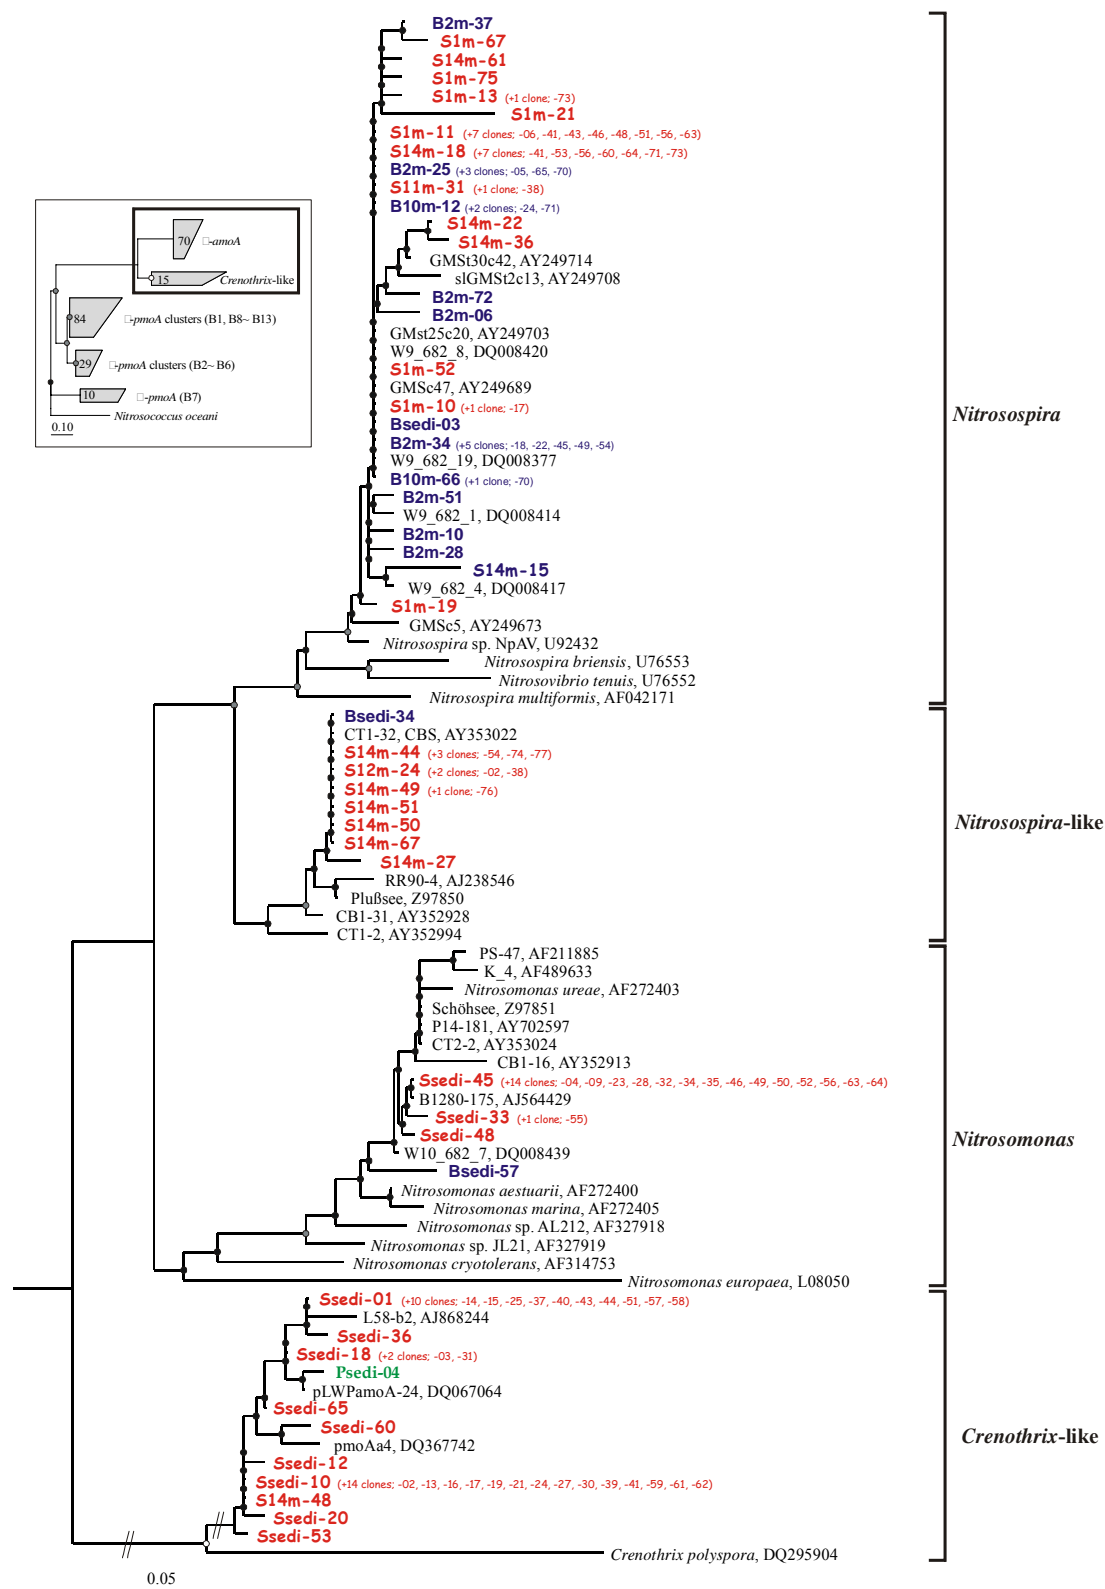 B2m-37
S1m-67
S14m-61
S1m-75
S1m-13 (+1 clone; -73)
S1m-21
S1m-11 (+7 clones; -06, -41, -43, -46, -48, -51, -56, -63)
S14m-18 (+7 clones; -41, -53, -56, -60, -64, -71, -73)
B2m-25 (+3 clones; -05, -65, -70)
S11m-31 (+1 clone; -38)
B10m-12 (+2 clones; -24, -71)
S14m-22
S14m-36
GMSt30c42, AY249714
slGMSt2c13, AY249708
B2m-72
B2m-06
GMst25c20, AY249703
W9_682_8, DQ008420
S1m-52
GMSc47, AY249689
S1m-10 (+1 clone; -17)
Bsedi-03
B2m-34 (+5 clones; -18, -22, -45, -49, -54)
W9_682_19, DQ008377
B10m-66 (+1 clone; -70)
B2m-51
W9_682_1, DQ008414
B2m-10
B2m-28
S14m-15
W9_682_4, DQ008417
S1m-19
GMSc5, AY249673
Nitrosospira sp. NpAV, U92432
Nitrosospira briensis, U76553
Nitrosovibrio tenuis, U76552
Nitrosospira multiformis, AF042171
Nitrosospira
70 □-amoA
15 Crenothrix-like
84 □-pmoA clusters (B1, B8~ B13)
29 □-pmoA clusters (B2~ B6)
10 □-pmoA (B7)
Nitrosococcus oceani
0.10
Bsedi-34
CT1-32, CBS, AY353022
S14m-44 (+3 clones; -54, -74, -77)
S12m-24 (+2 clones; -02, -38)
S14m-49 (+1 clone; -76)
S14m-51
S14m-50
S14m-67
S14m-27
RR90-4, AJ238546
Plußsee, Z97850
CB1-31, AY352928
CT1-2, AY352994
Nitrosospira-like
PS-47, AF211885
K_4, AF489633
Nitrosomonas ureae, AF272403
Schöhsee, Z97851
P14-181, AY702597
CT2-2, AY353024
CB1-16, AY352913
Ssedi-45 (+14 clones; -04, -09, -23, -28, -32, -34, -35, -46, -49, -50, -52, -56, -63, -64)
B1280-175, AJ564429
Ssedi-33 (+1 clone; -55)
Ssedi-48
W10_682_7, DQ008439
Bsedi-57
Nitrosomonas aestuarii, AF272400
Nitrosomonas marina, AF272405
Nitrosomonas sp. AL212, AF327918
Nitrosomonas sp. JL21, AF327919
Nitrosomonas cryotolerans, AF314753
Nitrosomonas europaea, L08050
Nitrosomonas
Ssedi-01 (+10 clones; -14, -15, -25, -37, -40, -43, -44, -51, -57, -58)
L58-b2, AJ868244
Ssedi-36
Ssedi-18 (+2 clones; -03, -31)
Psedi-04
pLWPamoA-24, DQ067064
Ssedi-65
Ssedi-60
pmoAa4, DQ367742
Ssedi-12
Ssedi-10 (+14 clones; -02, -13, -16, -17, -19, -21, -24, -27, -30, -39, -41, -59, -61, -62)
S14m-48
Ssedi-20
Ssedi-53
Crenothrix polyspora, DQ295904
Crenothrix-like
0.05